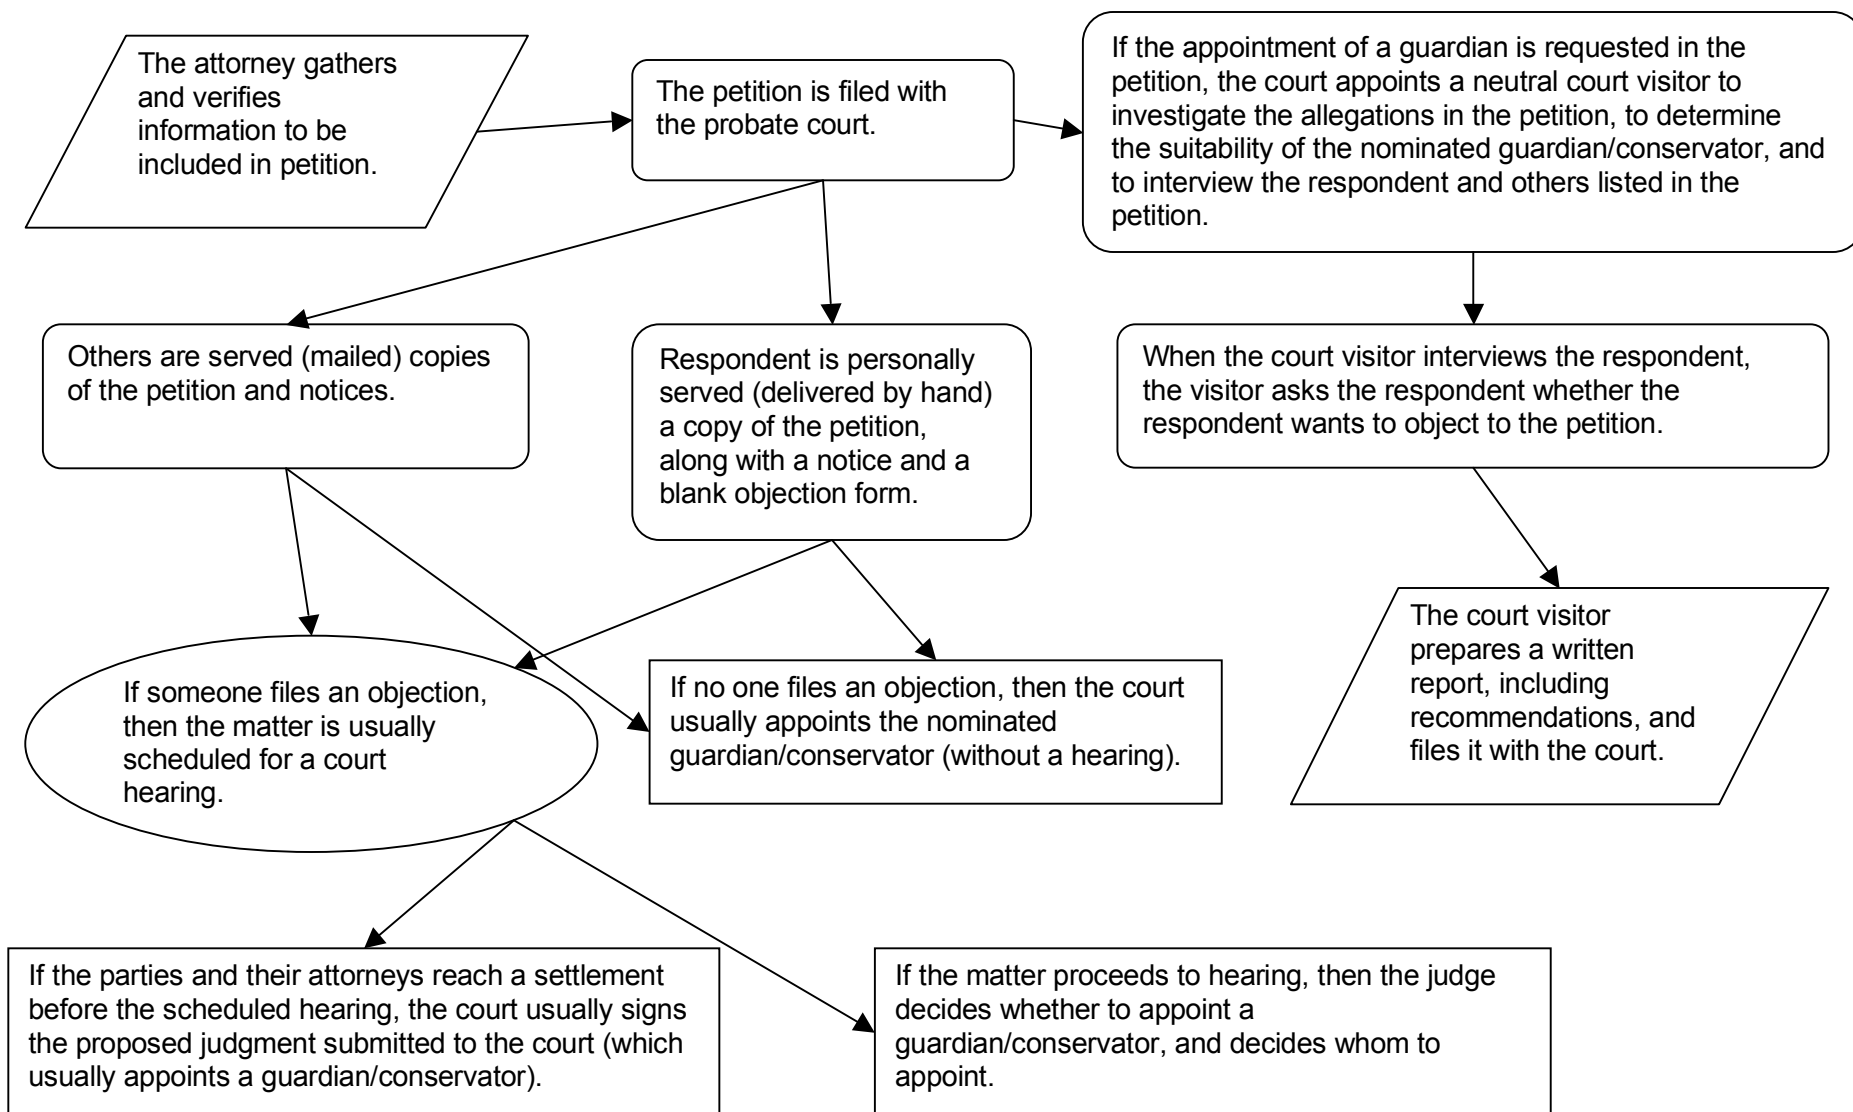 The attorney gathers
and verifies
information to be
included in petition.
The petition is filed with
the probate court.
If the appointment of a guardian is requested in the
petition, the court appoints a neutral court visitor to
investigate the allegations in the petition, to determine
the suitability of the nominated guardian/conservator, and
to interview the respondent and others listed in the
petition.
Others are served (mailed) copies
of the petition and notices.
Respondent is personally
served (delivered by hand)
a copy of the petition,
along with a notice and a
blank objection form.
When the court visitor interviews the respondent,
the visitor asks the respondent whether the
respondent wants to object to the petition.
If someone files an objection,
then the matter is usually
scheduled for a court
hearing.
If no one files an objection, then the court
usually appoints the nominated
guardian/conservator (without a hearing).
The court visitor
prepares a written
report, including
recommendations, and
files it with the court.
If the parties and their attorneys reach a settlement
before the scheduled hearing, the court usually signs
the proposed judgment submitted to the court (which
usually appoints a guardian/conservator).
If the matter proceeds to hearing, then the judge
decides whether to appoint a
guardian/conservator, and decides whom to
appoint.